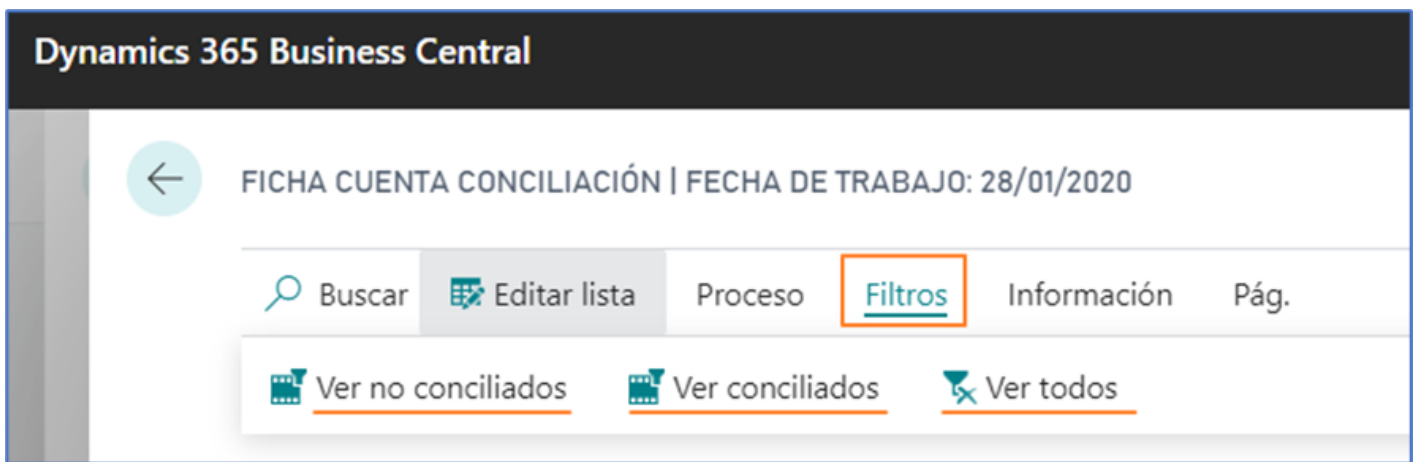 Dynamics 365 Business Central
FICHA CUENTA CONCILIACIÓN | FECHA DE TRABAJO: 28/01/2020
Buscar Editar lista Proceso Filtros Información Pág.
Ver no conciliados Ver conciliados Ver todos